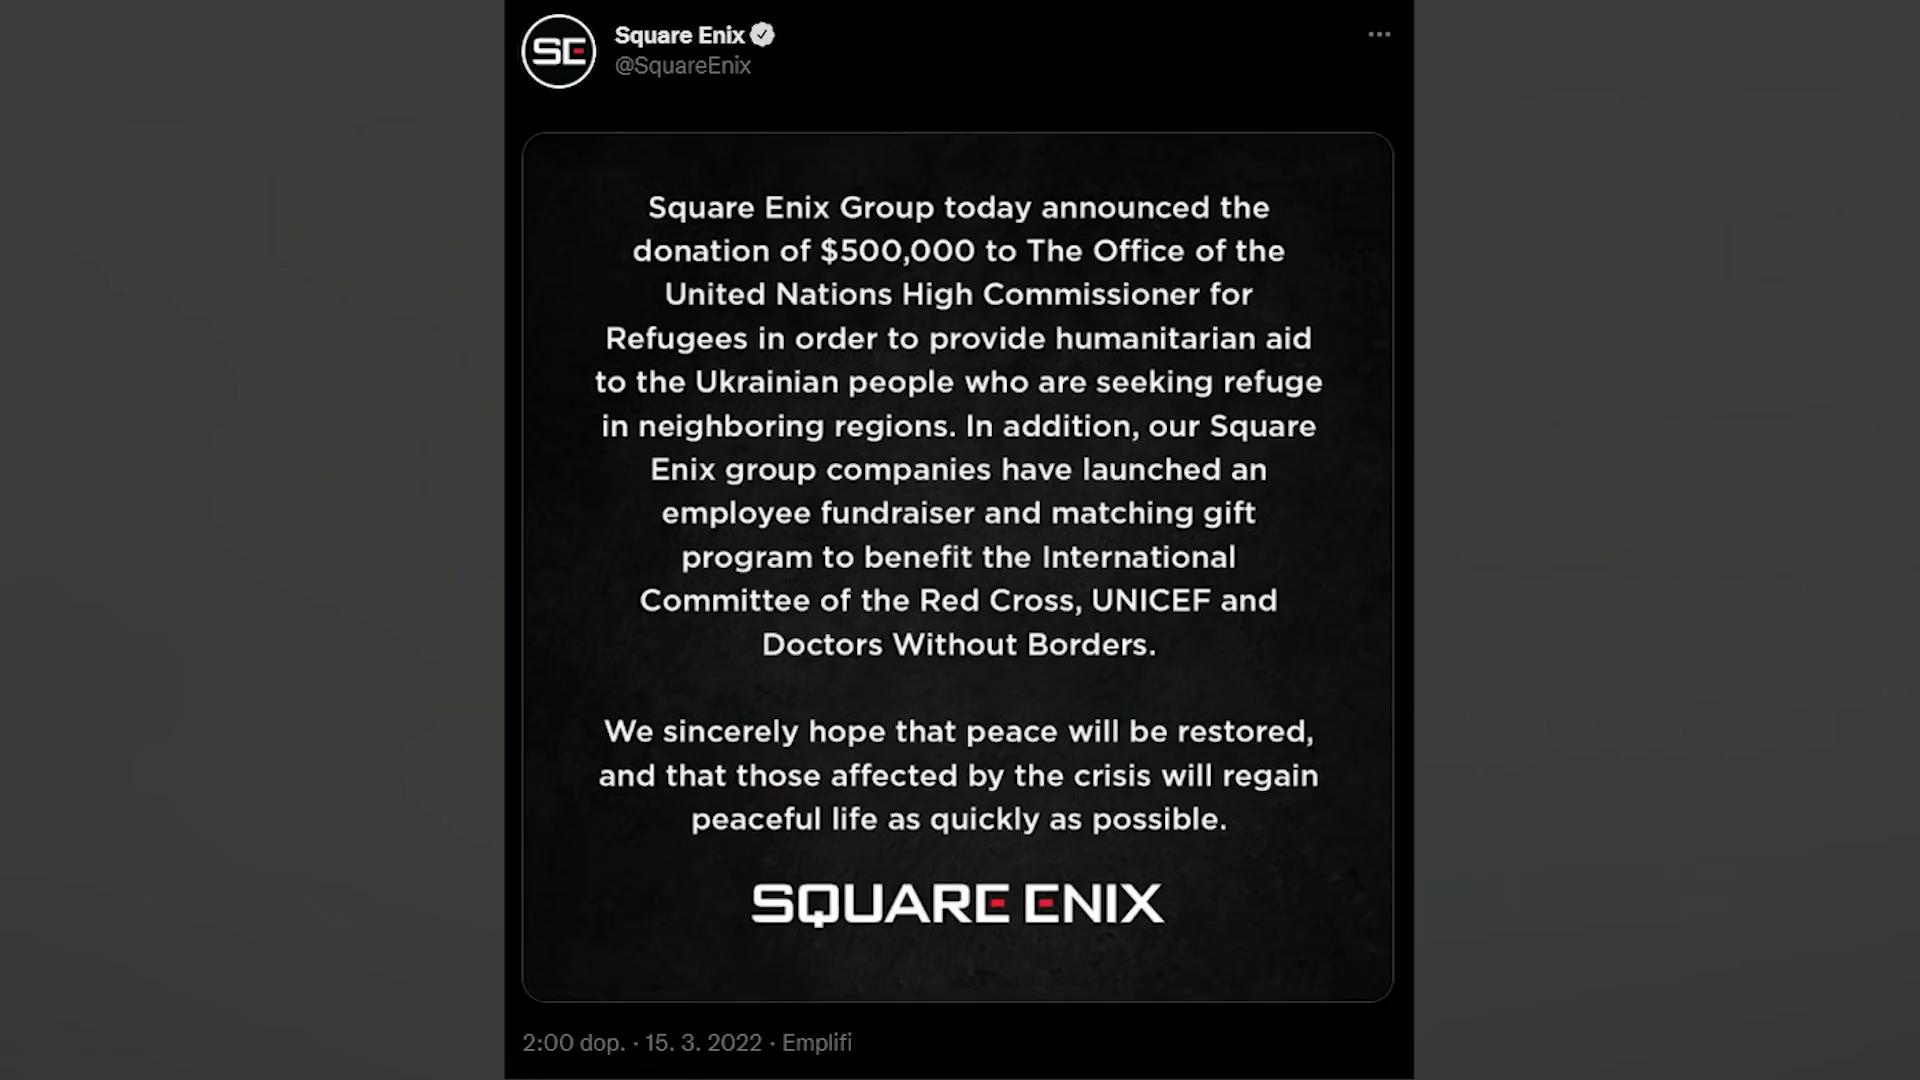 SE
Square Enix
@SquareEnix
Square Enix Group today announced the
donation of $500,000 to The Office of the
United Nations High Commissioner for
Refugees in order to provide humanitarian aid
to the Ukrainian people who are seeking refuge
in neighboring regions. In addition, our Square
Enix group companies have launched an
employee fundraiser and matching gift
program to benefit the International
Committee of the Red Cross, UNICEF and
Doctors Without Borders.
We sincerely hope that peace will be restored,
and that those affected by the crisis will regain
peaceful life as quickly as possible.
SQUARE ENIX
2:00 dop. · 15. 3. 2022 · Emplifi